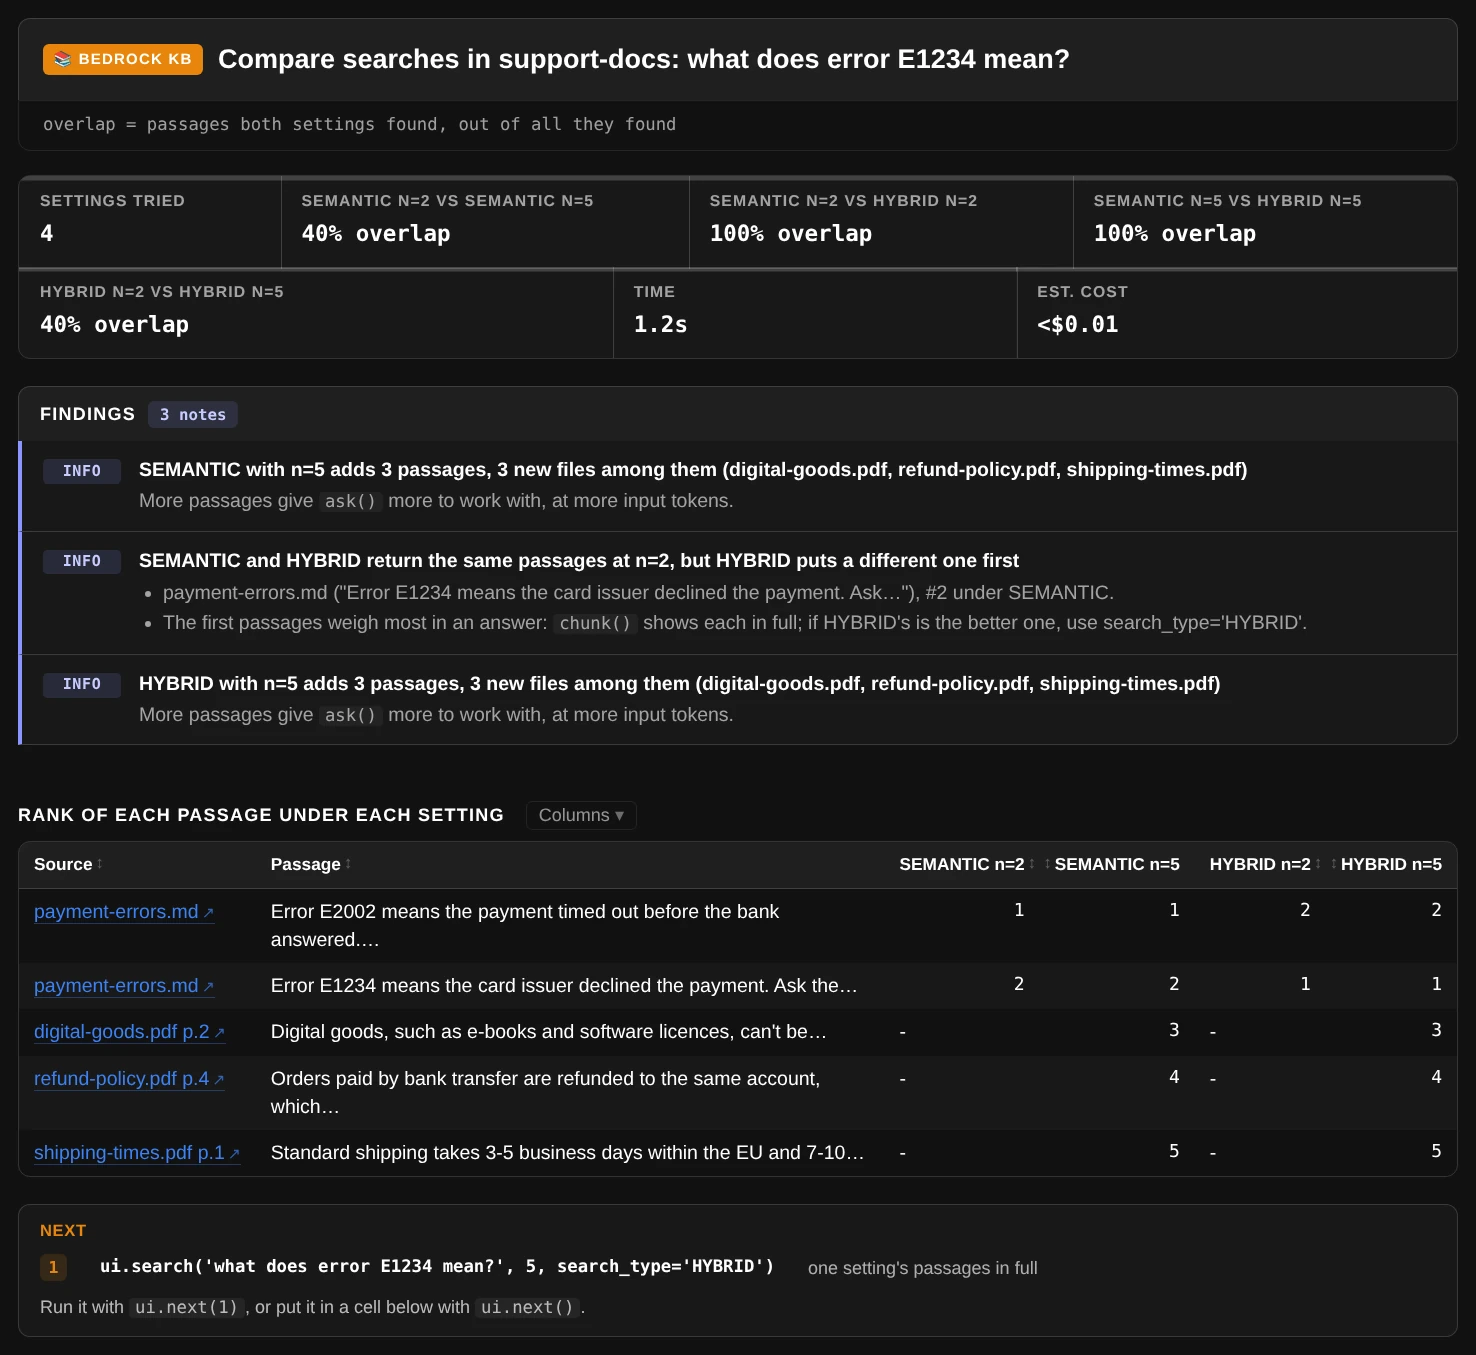 📚 BEDROCK KB Compare searches in support-docs: what does error E1234 mean?
overlap = passages both settings found, out of all they found
SETTINGS TRIED
4
SEMANTIC N=2 VS SEMANTIC N=5
40% overlap
SEMANTIC N=2 VS HYBRID N=2
100% overlap
SEMANTIC N=5 VS HYBRID N=5
100% overlap
HYBRID N=2 VS HYBRID N=5
40% overlap
TIME
1.2s
EST. COST
<$0.01
FINDINGS 3 notes
INFO SEMANTIC with n=5 adds 3 passages, 3 new files among them (digital-goods.pdf, refund-policy.pdf, shipping-times.pdf)
More passages give ask() more to work with, at more input tokens.
INFO SEMANTIC and HYBRID return the same passages at n=2, but HYBRID puts a different one first
• payment-errors.md ("Error E1234 means the card issuer declined the payment. Ask…"), #2 under SEMANTIC.
• The first passages weigh most in an answer: chunk() shows each in full; if HYBRID's is the better one, use search_type='HYBRID'.
INFO HYBRID with n=5 adds 3 passages, 3 new files among them (digital-goods.pdf, refund-policy.pdf, shipping-times.pdf)
More passages give ask() more to work with, at more input tokens.
RANK OF EACH PASSAGE UNDER EACH SETTING Columns ▾
Source ↕ Passage ↕ SEMANTIC n=2 ↕ ↕ SEMANTIC n=5 HYBRID n=2 ↕ ↕ HYBRID n=5
payment-errors.md ↗ Error E2002 means the payment timed out before the bank 1 1 2 2
answered.…
payment-errors.md ↗ Error E1234 means the card issuer declined the payment. Ask the… 2 2 1 1
digital-goods.pdf p.2 ↗ Digital goods, such as e-books and software licences, can't be… - 3 - 3
refund-policy.pdf p.4 ↗ Orders paid by bank transfer are refunded to the same account, - 4 - 4
which…
shipping-times.pdf p.1 ↗ Standard shipping takes 3-5 business days within the EU and 7-10… - 5 - 5
NEXT
1 ui.search('what does error E1234 mean?', 5, search_type='HYBRID') one setting's passages in full
Run it with ui.next(1), or put it in a cell below with ui.next().